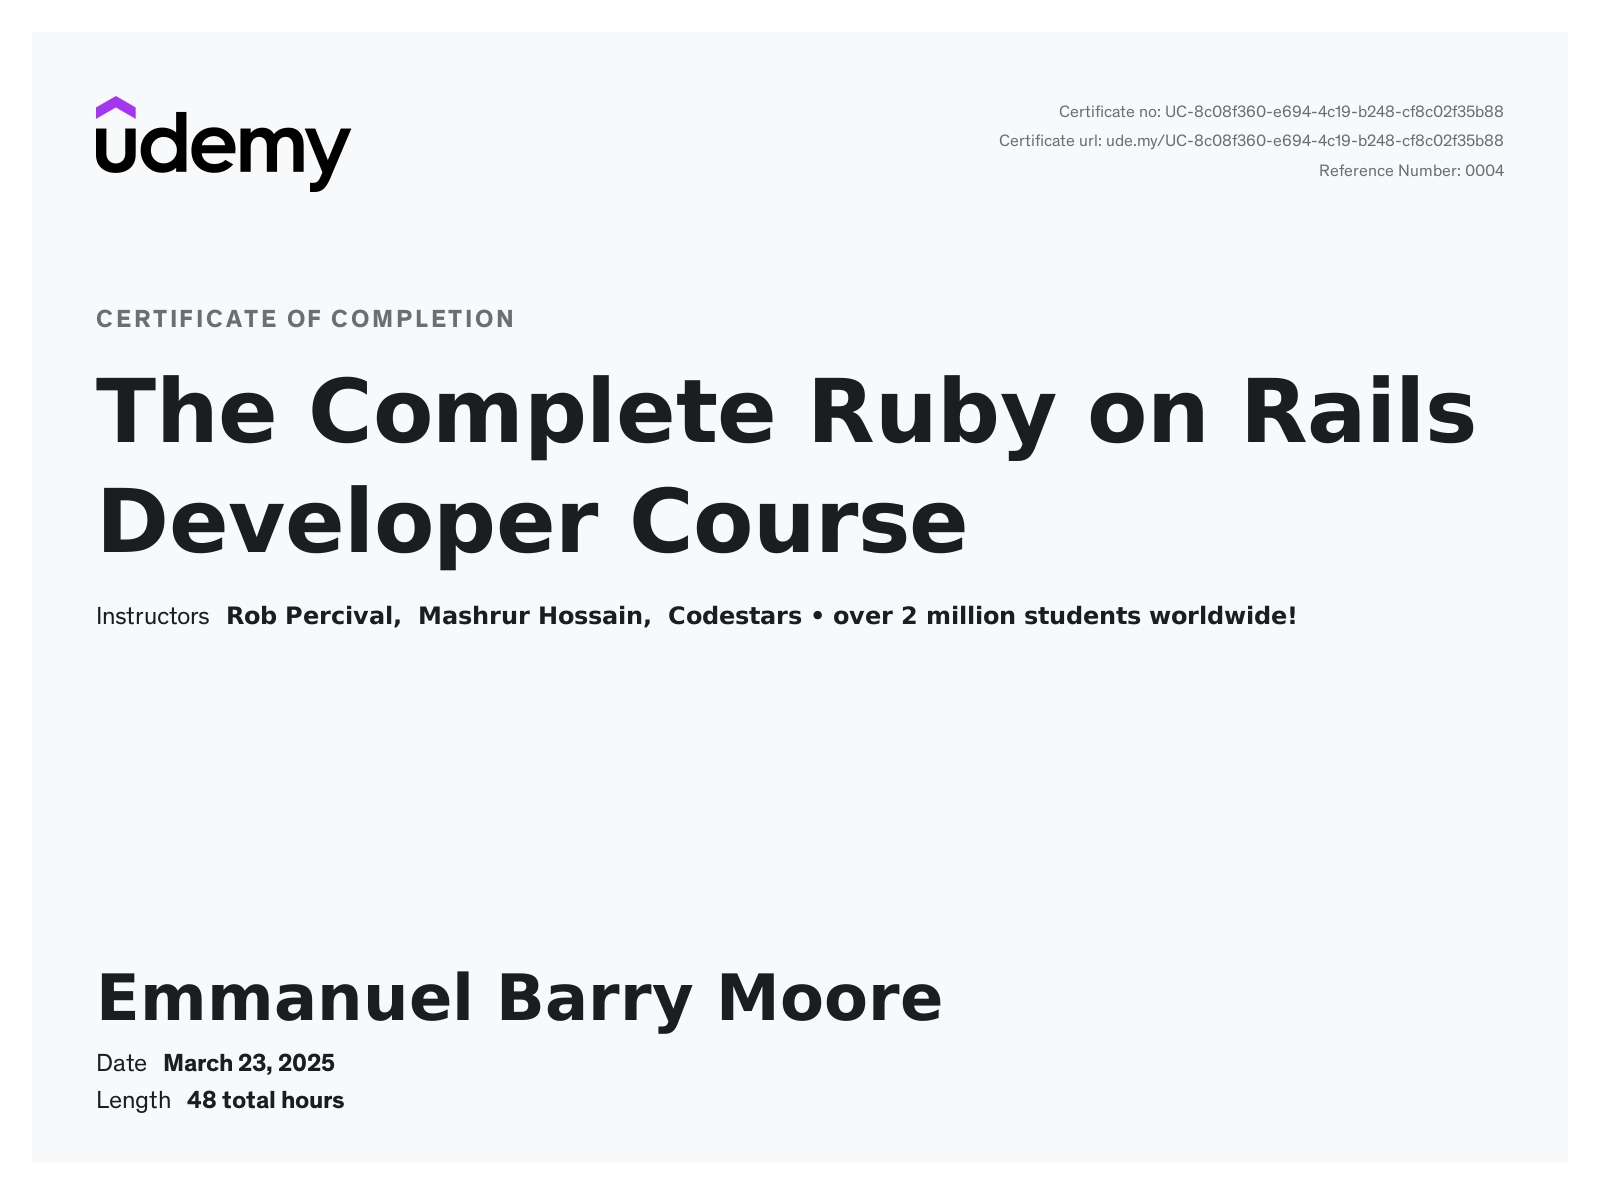 udemy
Certificate no: UC-8c08f360-e694-4c19-b248-cf8c02f35b88
Certificate url: ude.my/UC-8c08f360-e694-4c19-b248-cf8c02f35b88
Reference Number: 0004
CERTIFICATE OF COMPLETION
The Complete Ruby on Rails
Developer Course
Instructors Rob Percival, Mashrur Hossain, Codestars • over 2 million students worldwide!
Emmanuel Barry Moore
Date March 23, 2025
Length 48 total hours